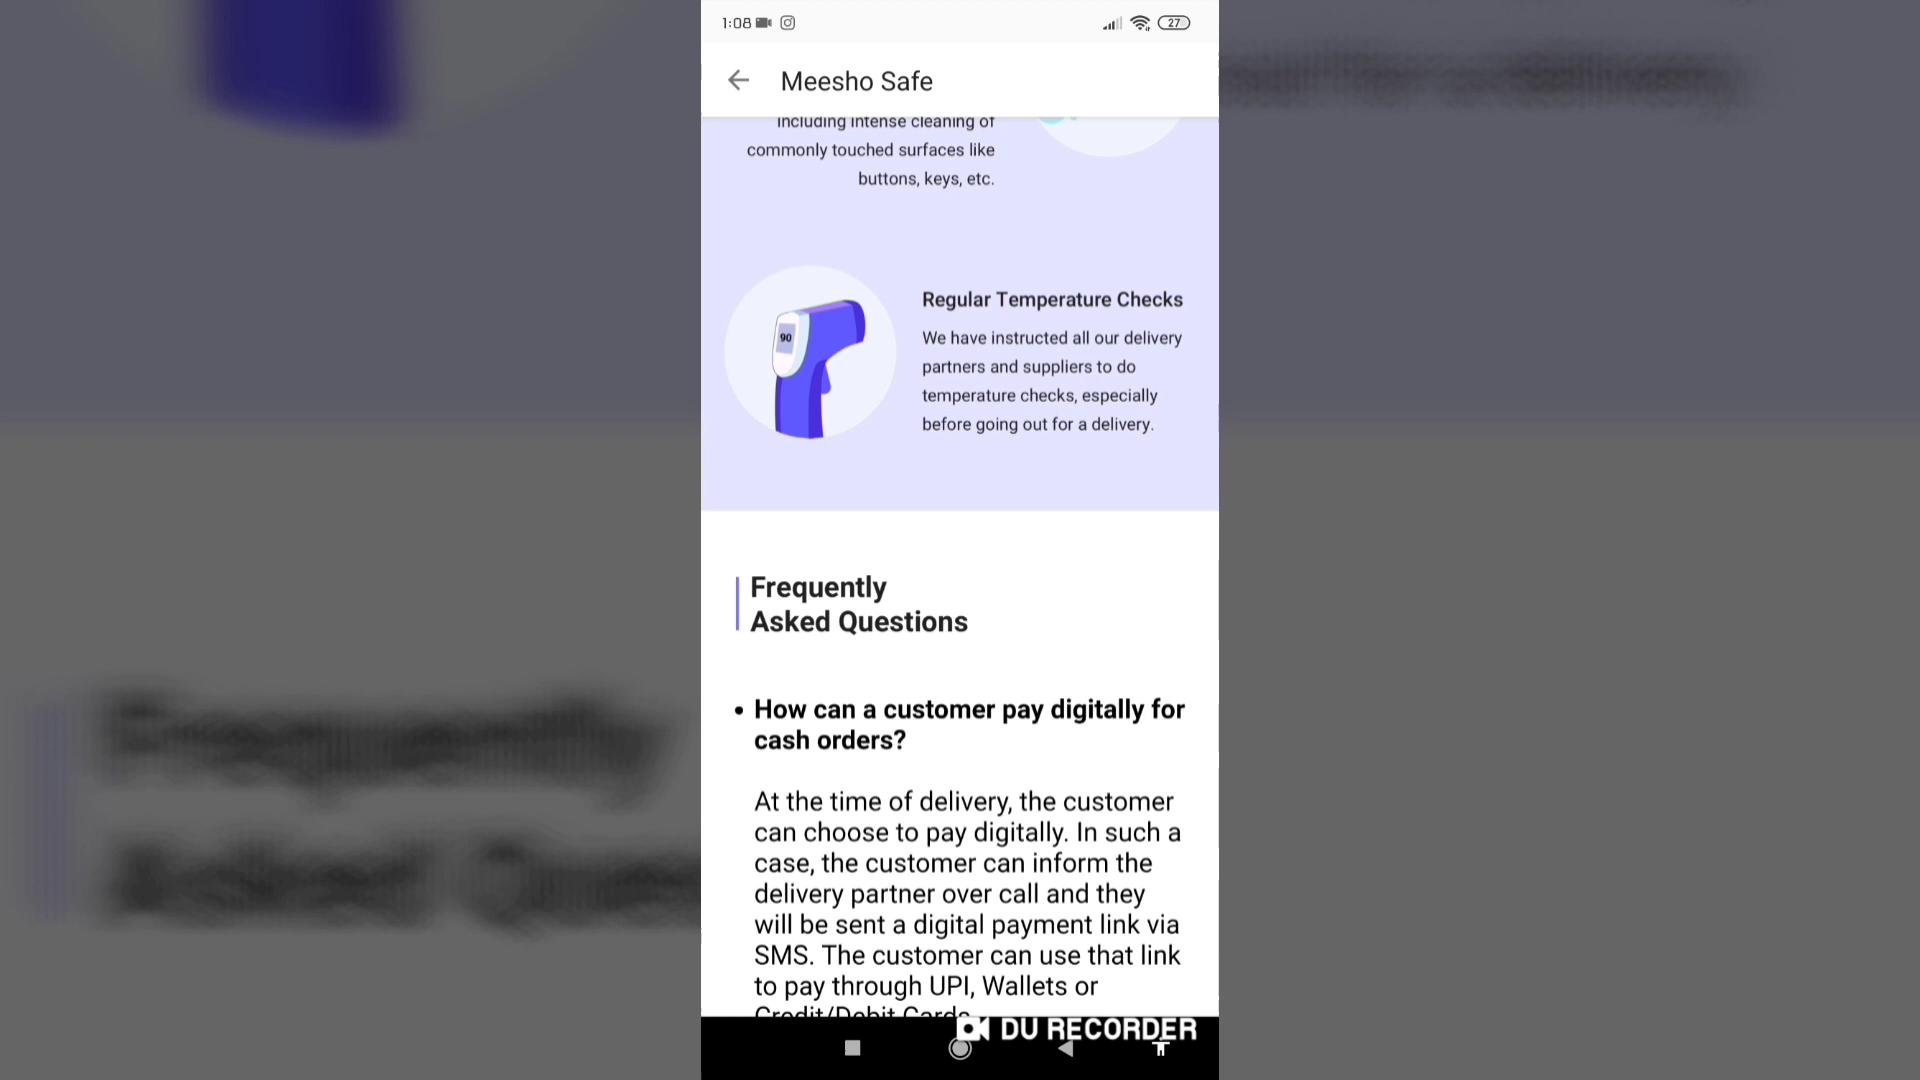 1:08
27
Meesho Safe
including intense cleaning of
commonly touched surfaces like
buttons, keys, etc.
90
Regular Temperature Checks
We have instructed all our delivery
partners and suppliers to do
temperature checks, especially
before going out for a delivery.
Frequently
Asked Questions
• How can a customer pay digitally for
cash orders?
At the time of delivery, the customer
can choose to pay digitally. In such a
case, the customer can inform the
delivery partner over call and they
will be sent a digital payment link via
SMS. The customer can use that link
to pay through UPI, Wallets or
Credit/Debit Cards
DU RECORDER